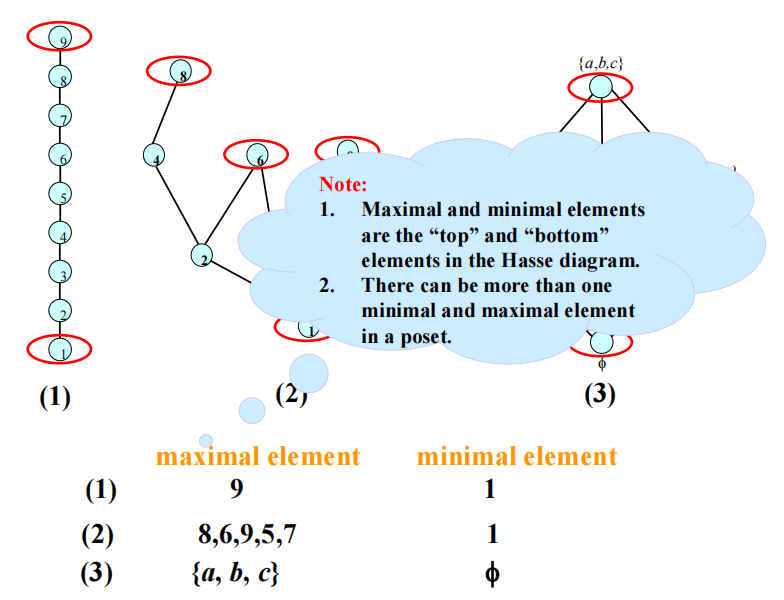 9
8
{a,b,c}
8
7
6
4
6
5
Note:
1. Maximal and minimal elements
are the “top” and “bottom”
elements in the Hasse diagram.
2. There can be more than one
minimal and maximal element
in a poset.
4
2
3
2
1
1
ϕ
(1)
(2)
(3)
maximal element minimal element
(1) 9 1
(2) 8,6,9,5,7 1
(3) {a, b, c} ϕ